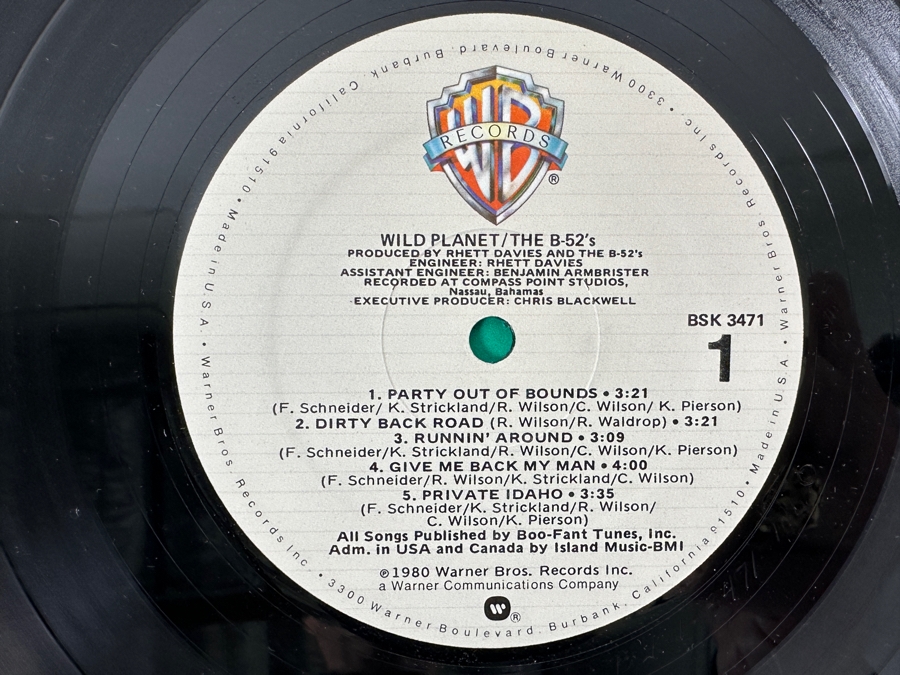 WB
RECORDS
®
WILD PLANET/THE B-52's
PRODUCED BY RHETT DAVIES AND THE B-52's
ENGINEER: RHETT DAVIES
ASSISTANT ENGINEER: BENJAMIN ARMBRISTER
RECORDED AT COMPASS POINT STUDIOS,
Nassau, Bahamas
EXECUTIVE PRODUCER: CHRIS BLACKWELL
BSK 3471
1
1. PARTY OUT OF BOUNDS • 3:21
(F. Schneider/ K. Strickland/R. Wilson/C. Wilson/ K. Pierson)
2. DIRTY BACK ROAD (R. Wilson/R. Waldrop) • 3:21
3. RUNNIN' AROUND • 3:09
(F. Schneider/K. Strickland/R. Wilson/C. Wilson/K. Pierson)
4. GIVE ME BACK MY MAN • 4:00
(F. Schneider/R. Wilson/K. Strickland/C. Wilson)
5. PRIVATE IDAHO • 3:35
(F. Schneider/K. Strickland/R. Wilson/
C. Wilson/K. Pierson)
All Songs Published by Boo-Fant Tunes, Inc.
Adm. in USA and Canada by Island Music-BMI
℗1980 Warner Bros. Records Inc.
a Warner Communications Company
®
Warner Bros. Records Inc. • 3300 Warner Boulevard. Burbank, California 91510 • Made in U.S.A. •
Warner Bros. Records Inc. • 3300 Warner Boulevard. Burbank, California 91510 • Made in U.S.A. •